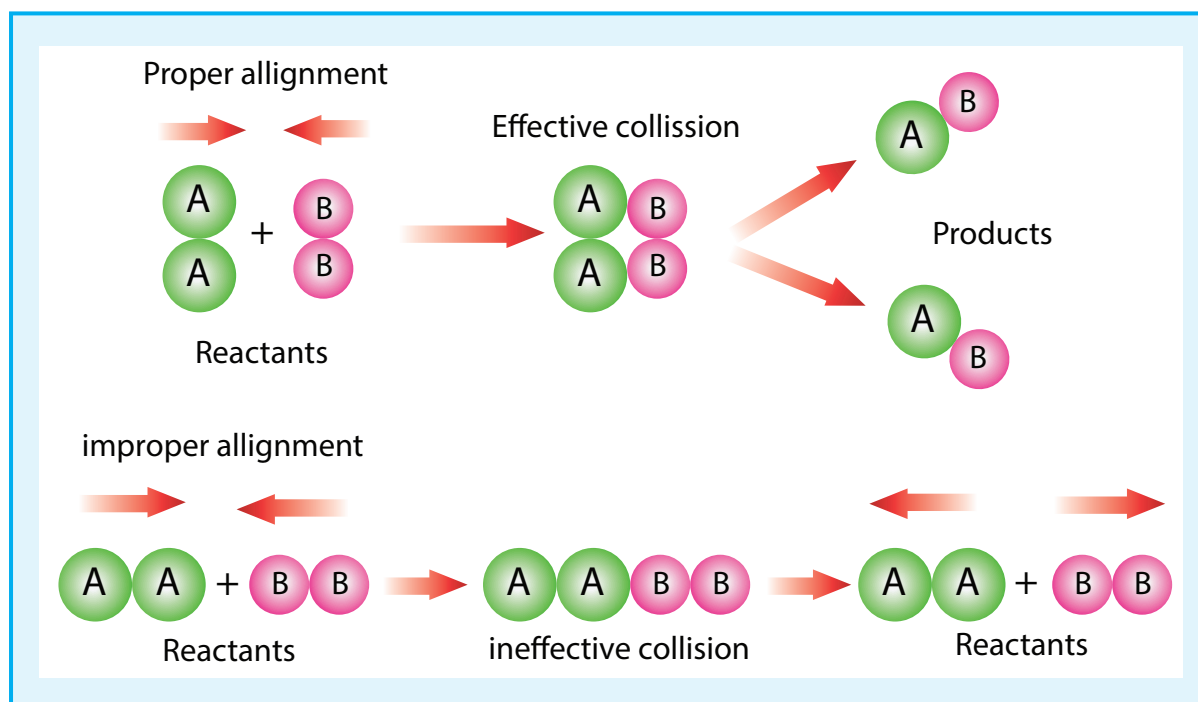 Proper allignment
Effective collission
A
B
A
B
+
A
B
A
B
A
B
Products
A
B
Reactants
improper allignment
A A + B B
A A B B
A A + B B
Reactants
ineffective collision
Reactants